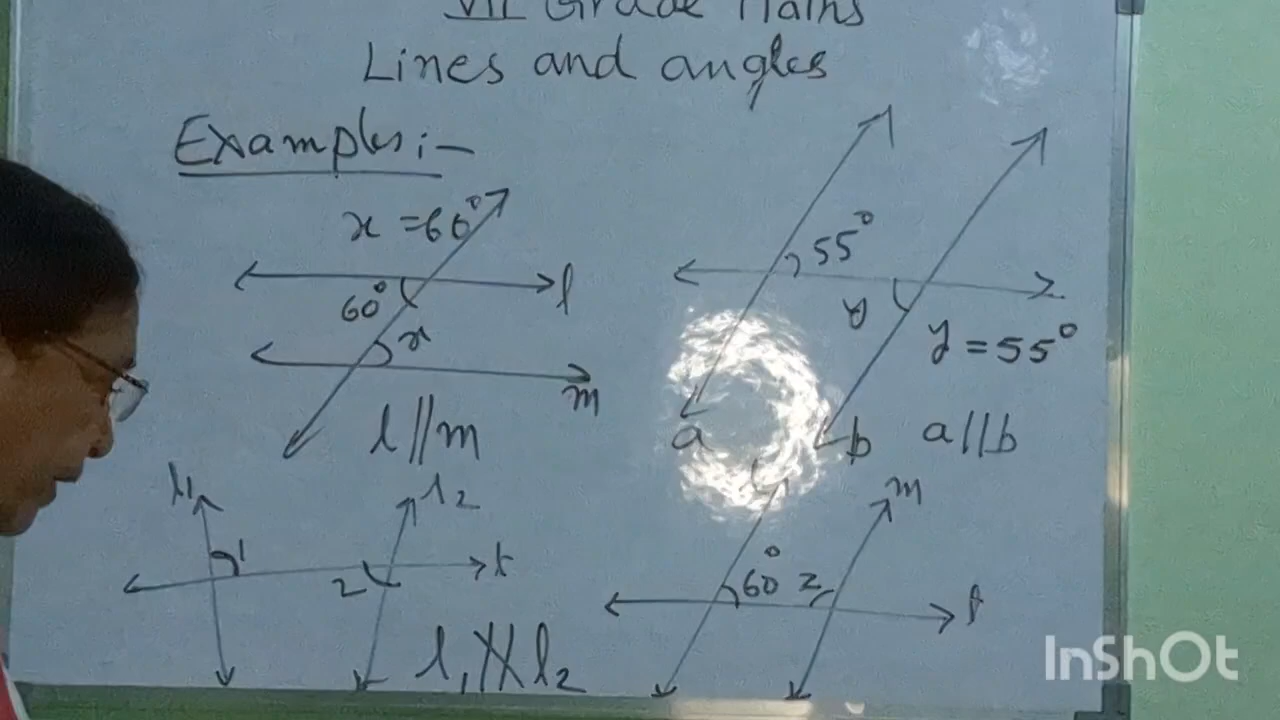 VII Grade Maths
Lines and angles
Examples:-
x = 60°
60°
l
x
m
l//m
55°
y
y = 55°
a
b
a//b
l1
l2
1
2
t
l1 ∦ l2
l
m
60°
z
t
InShOt